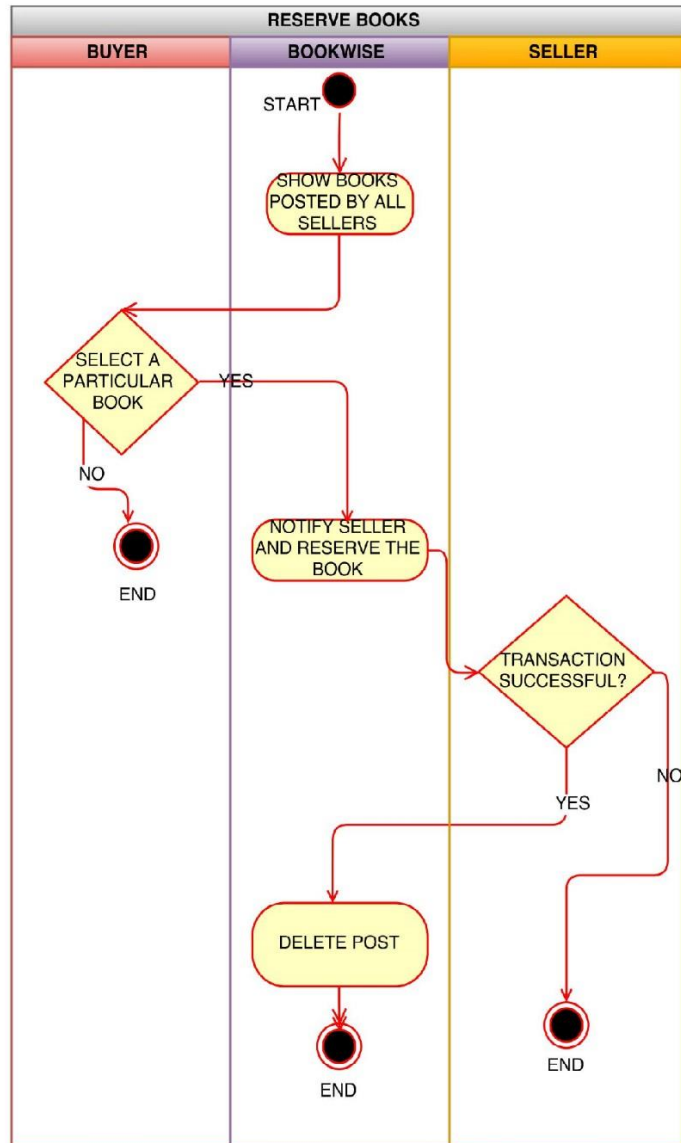 RESERVE BOOKS
BUYER
BOOKWISE
SELLER
START
SHOW BOOKS
POSTED BY ALL
SELLERS
SELECT A
PARTICULAR
BOOK
YES
NO
END
NOTIFY SELLER
AND RESERVE THE
BOOK
TRANSACTION
SUCCESSFUL?
NO
YES
DELETE POST
END
END